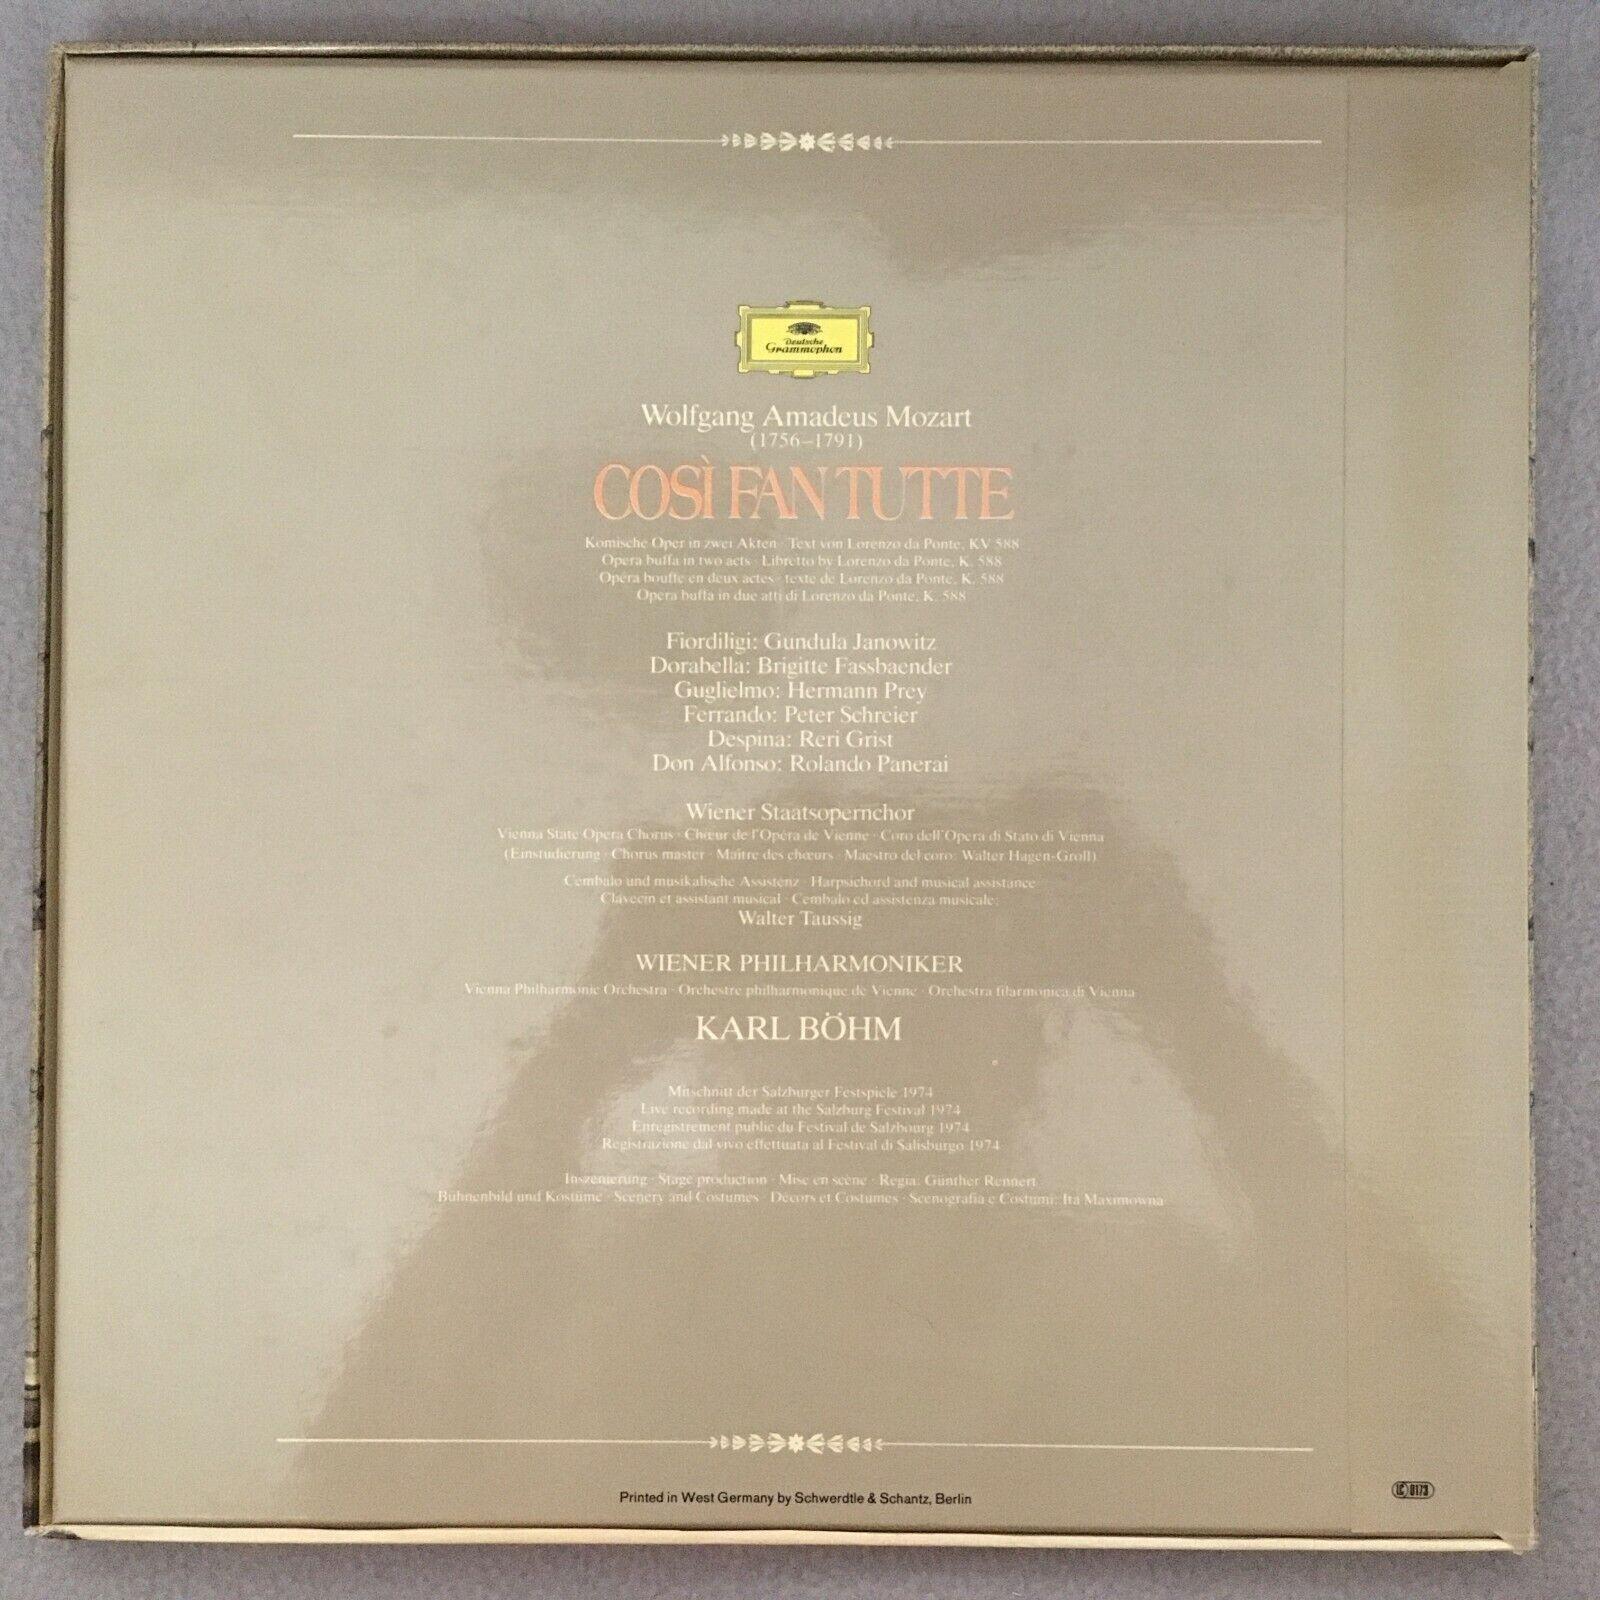 Deutsche
Grammophon
Wolfgang Amadeus Mozart
(1756–1791)
COSÌ FAN TUTTE
Komische Oper in zwei Akten · Text von Lorenzo da Ponte, KV 588
Opera buffa in two acts · Libretto by Lorenzo da Ponte, K. 588
Opéra bouffe en deux actes · texte de Lorenzo da Ponte, K. 588
Opera buffa in due atti di Lorenzo da Ponte, K. 588
Fiordiligi: Gundula Janowitz
Dorabella: Brigitte Fassbaender
Guglielmo: Hermann Prey
Ferrando: Peter Schreier
Despina: Reri Grist
Don Alfonso: Rolando Panerai
Wiener Staatsopernchor
Vienna State Opera Chorus · Chœur de l'Opéra de Vienne · Coro dell'Opera di Stato di Vienna
(Einstudierung · Chorus master · Maître des chœurs · Maestro del coro: Walter Hagen-Groll)
Cembalo und musikalische Assistenz · Harpsichord and musical assistance
Clavecin et assistant musical · Cembalo ed assistenza musicale:
Walter Taussig
WIENER PHILHARMONIKER
Vienna Philharmonic Orchestra · Orchestre philharmonique de Vienne · Orchestra filarmonica di Vienna
KARL BÖHM
Mitschnitt der Salzburger Festspiele 1974
Live recording made at the Salzburg Festival 1974
Enregistrement public du Festival de Salzbourg 1974
Registrazione dal vivo effettuata al Festival di Salisburgo 1974
Inszenierung · Stage production · Mise en scène · Regia: Günther Rennert
Bühnenbild und Kostüme · Scenery and Costumes · Décors et Costumes · Scenografia e Costumi: Ita Maximowna
Printed in West Germany by Schwerdtle & Schantz, Berlin
LC 0173